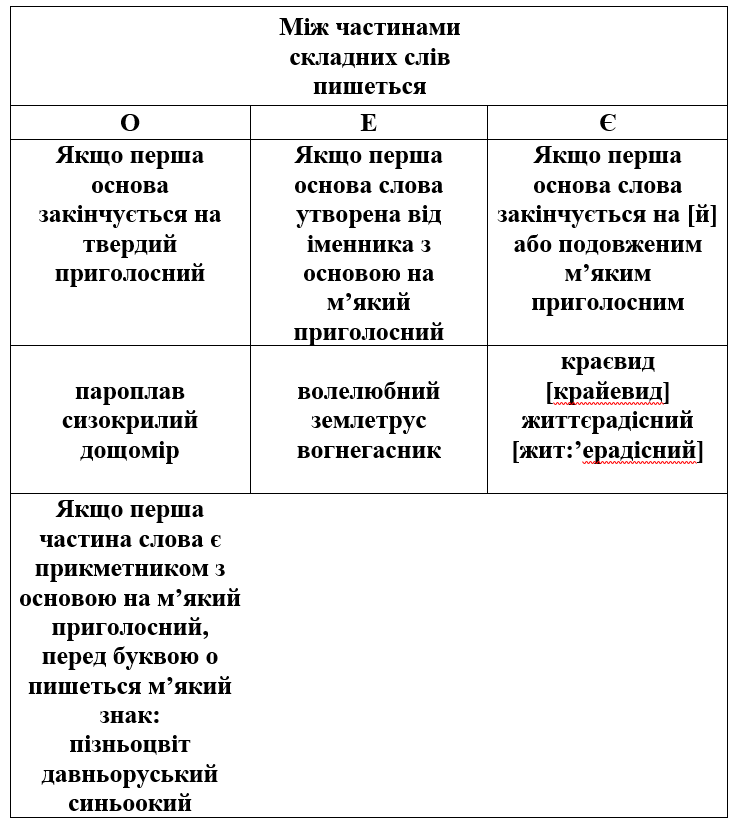 Між частинами
складних слів
пишеться
О
Е
Є
Якщо перша
основа
закінчується на
твердий
приголосний
Якщо перша
основа слова
утворена від
іменника з
основою на
м’який
приголосний
Якщо перша
основа слова
закінчується на [й]
або подовженим
м’яким
приголосним
пароплав
сизокрилий
дощомір
волелюбний
землетрус
вогнегасник
краєвид
[крайевид]
життєрадісний
[жит:’ерадісний]
Якщо перша
частина слова є
прикметником з
основою на м’який
приголосний,
перед буквою о
пишеться м’який
знак:
пізньоцвіт
давньоруський
синьоокий